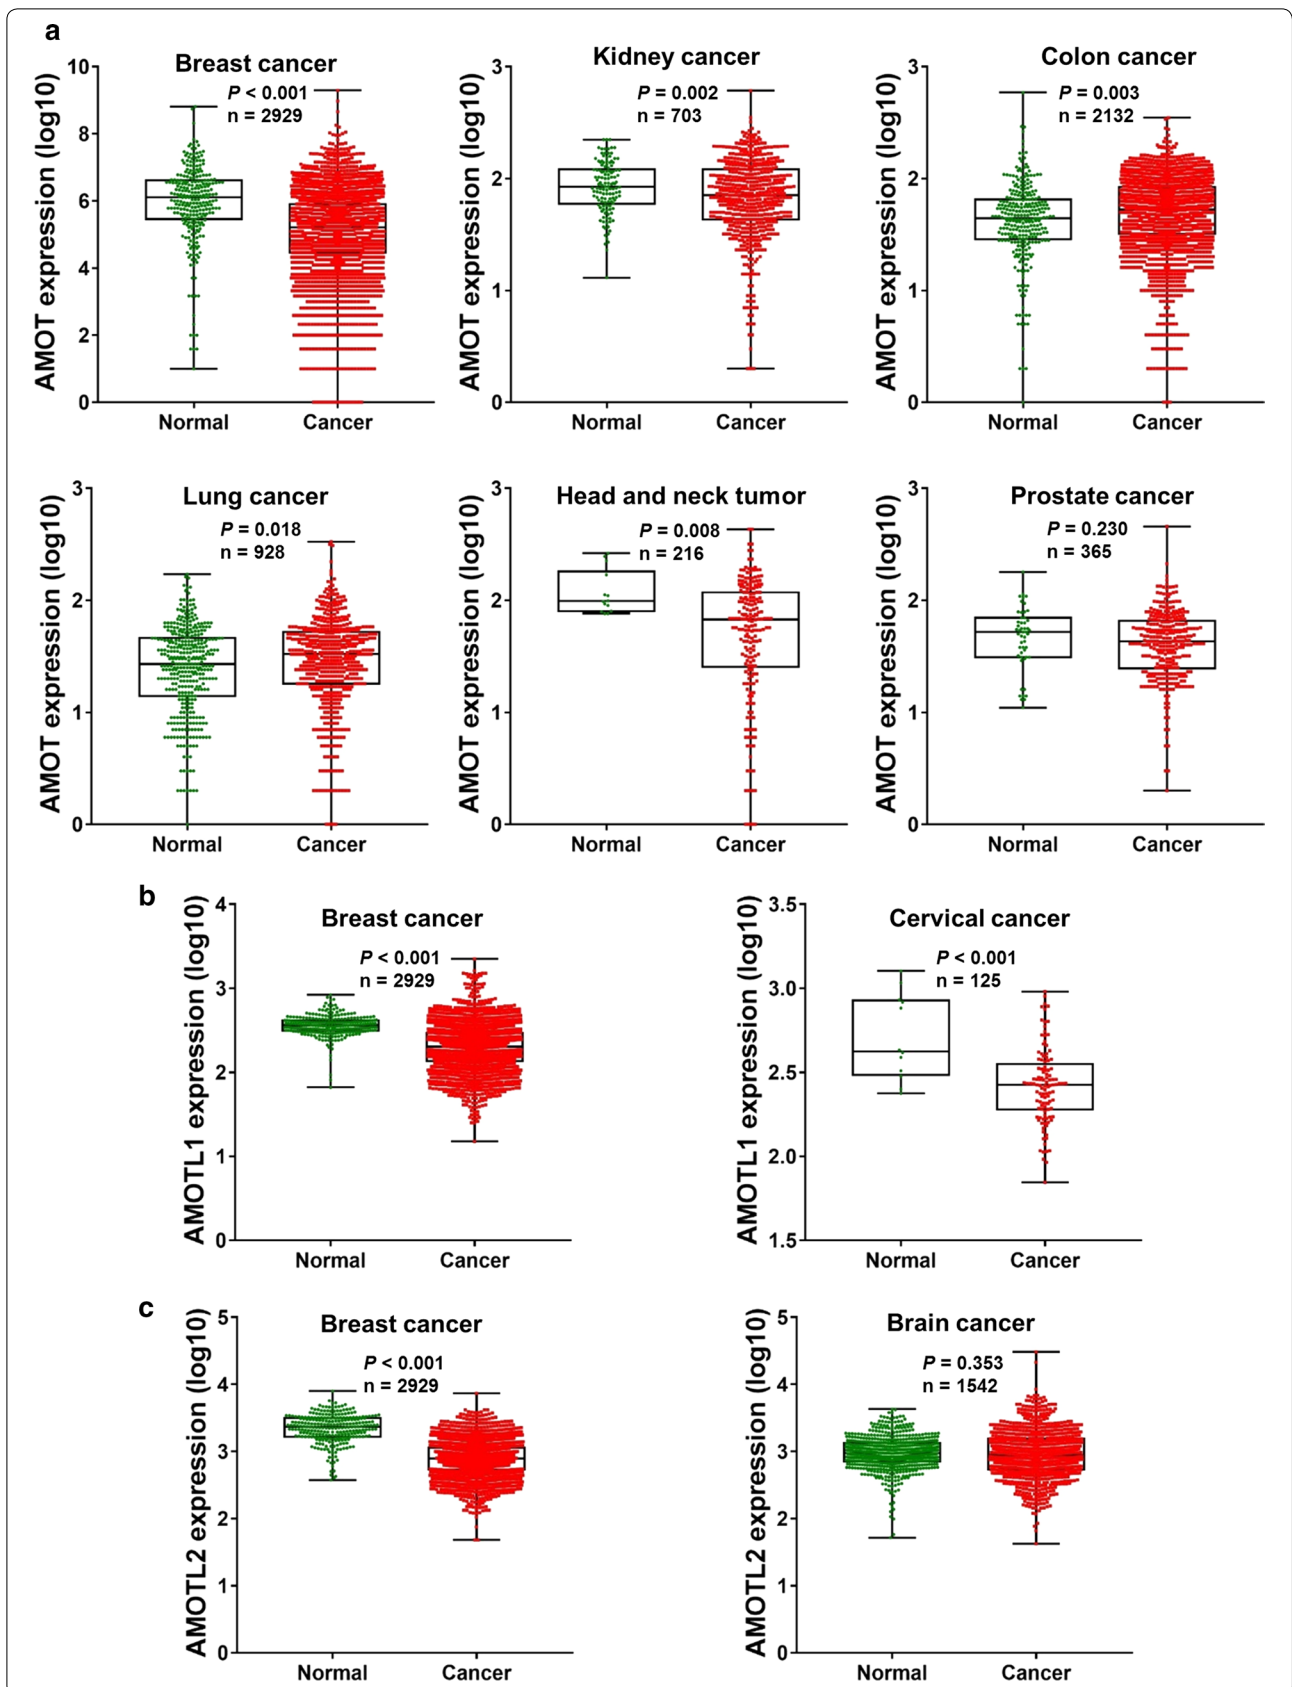 a
Breast cancer
P < 0.001
n = 2929
AMOT expression (log10)
10
8
6
4
2
0
Normal
Cancer
Kidney cancer
P = 0.002
n = 703
AMOT expression (log10)
3
2
1
0
Normal
Cancer
Colon cancer
P = 0.003
n = 2132
AMOT expression (log10)
3
2
1
0
Normal
Cancer
Lung cancer
P = 0.018
n = 928
AMOT expression (log10)
3
2
1
0
Normal
Cancer
Head and neck tumor
P = 0.008
n = 216
AMOT expression (log10)
3
2
1
0
Normal
Cancer
Prostate cancer
P = 0.230
n = 365
AMOT expression (log10)
3
2
1
0
Normal
Cancer
b
Breast cancer
P < 0.001
n = 2929
AMOTL1 expression (log10)
4
3
2
1
0
Normal
Cancer
Cervical cancer
P < 0.001
n = 125
AMOTL1 expression (log10)
3.5
3.0
2.5
2.0
1.5
Normal
Cancer
c
Breast cancer
P < 0.001
n = 2929
AMOTL2 expression (log10)
5
4
3
2
1
0
Normal
Cancer
Brain cancer
P = 0.353
n = 1542
AMOTL2 expression (log10)
5
4
3
2
1
0
Normal
Cancer